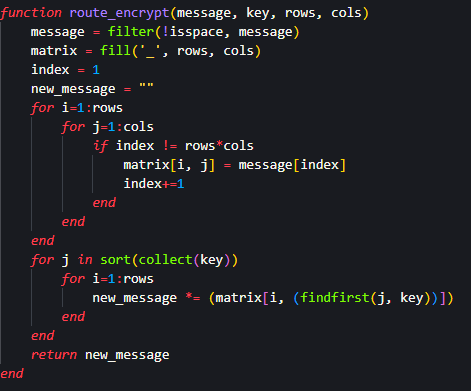 function route_encrypt(message, key, rows, cols)
    message = filter(!isspace, message)
    matrix = fill('_', rows, cols)
    index = 1
    new_message = ""
    for i=1:rows
        for j=1:cols
            if index != rows*cols
                matrix[i, j] = message[index]
                index+=1
            end
        end
    end
    for j in sort(collect(key))
        for i=1:rows
            new_message *= (matrix[i, (findfirst(j, key))])
        end
    end
    return new_message
end